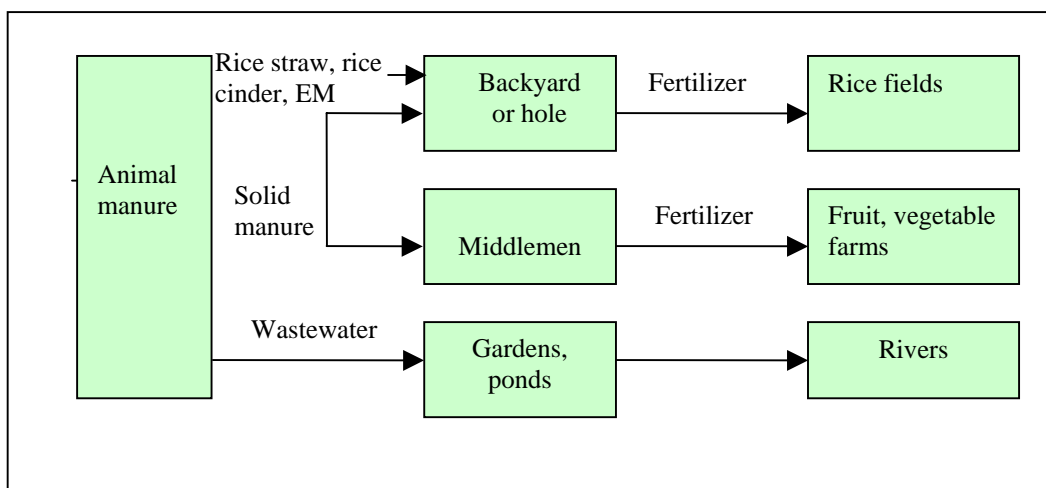 Rice straw, rice
cinder, EM
Backyard
or hole
Fertilizer
Rice fields
Animal
manure
Solid
manure
Middlemen
Fertilizer
Fruit, vegetable
farms
Wastewater
Gardens,
ponds
Rivers